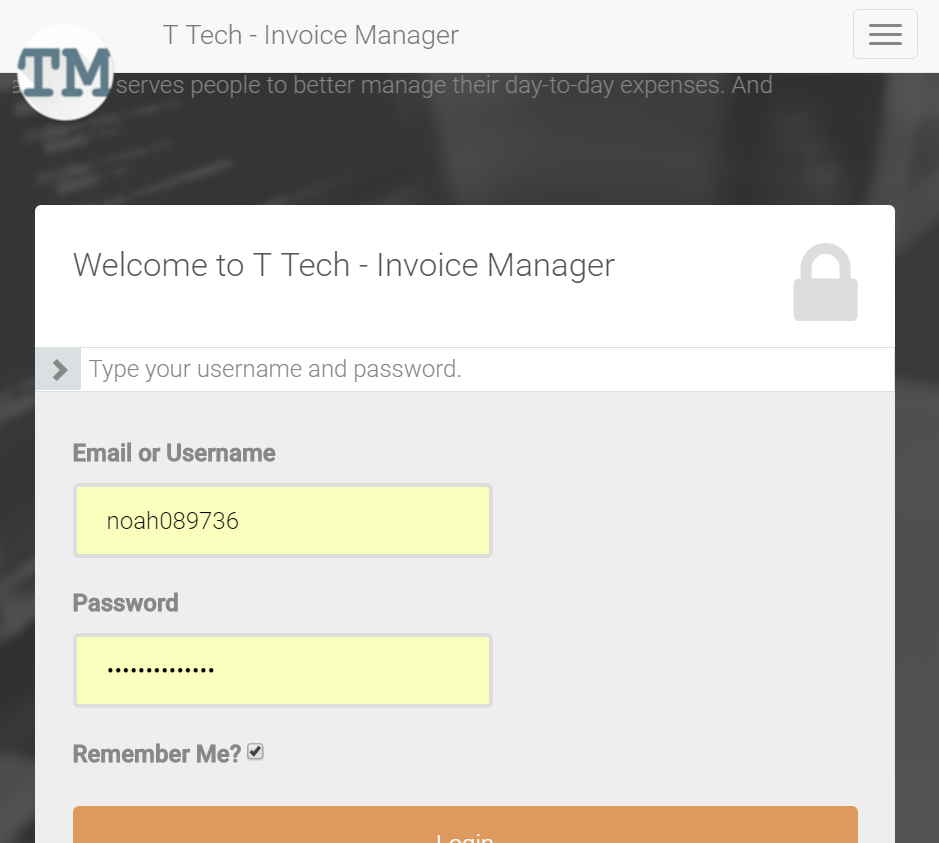 T Tech - Invoice Manager
TM
serves people to better manage their day-to-day expenses. And
Welcome to T Tech - Invoice Manager
Type your username and password.
Email or Username
noah089736
Password
••••••••••••••
Remember Me?
Login